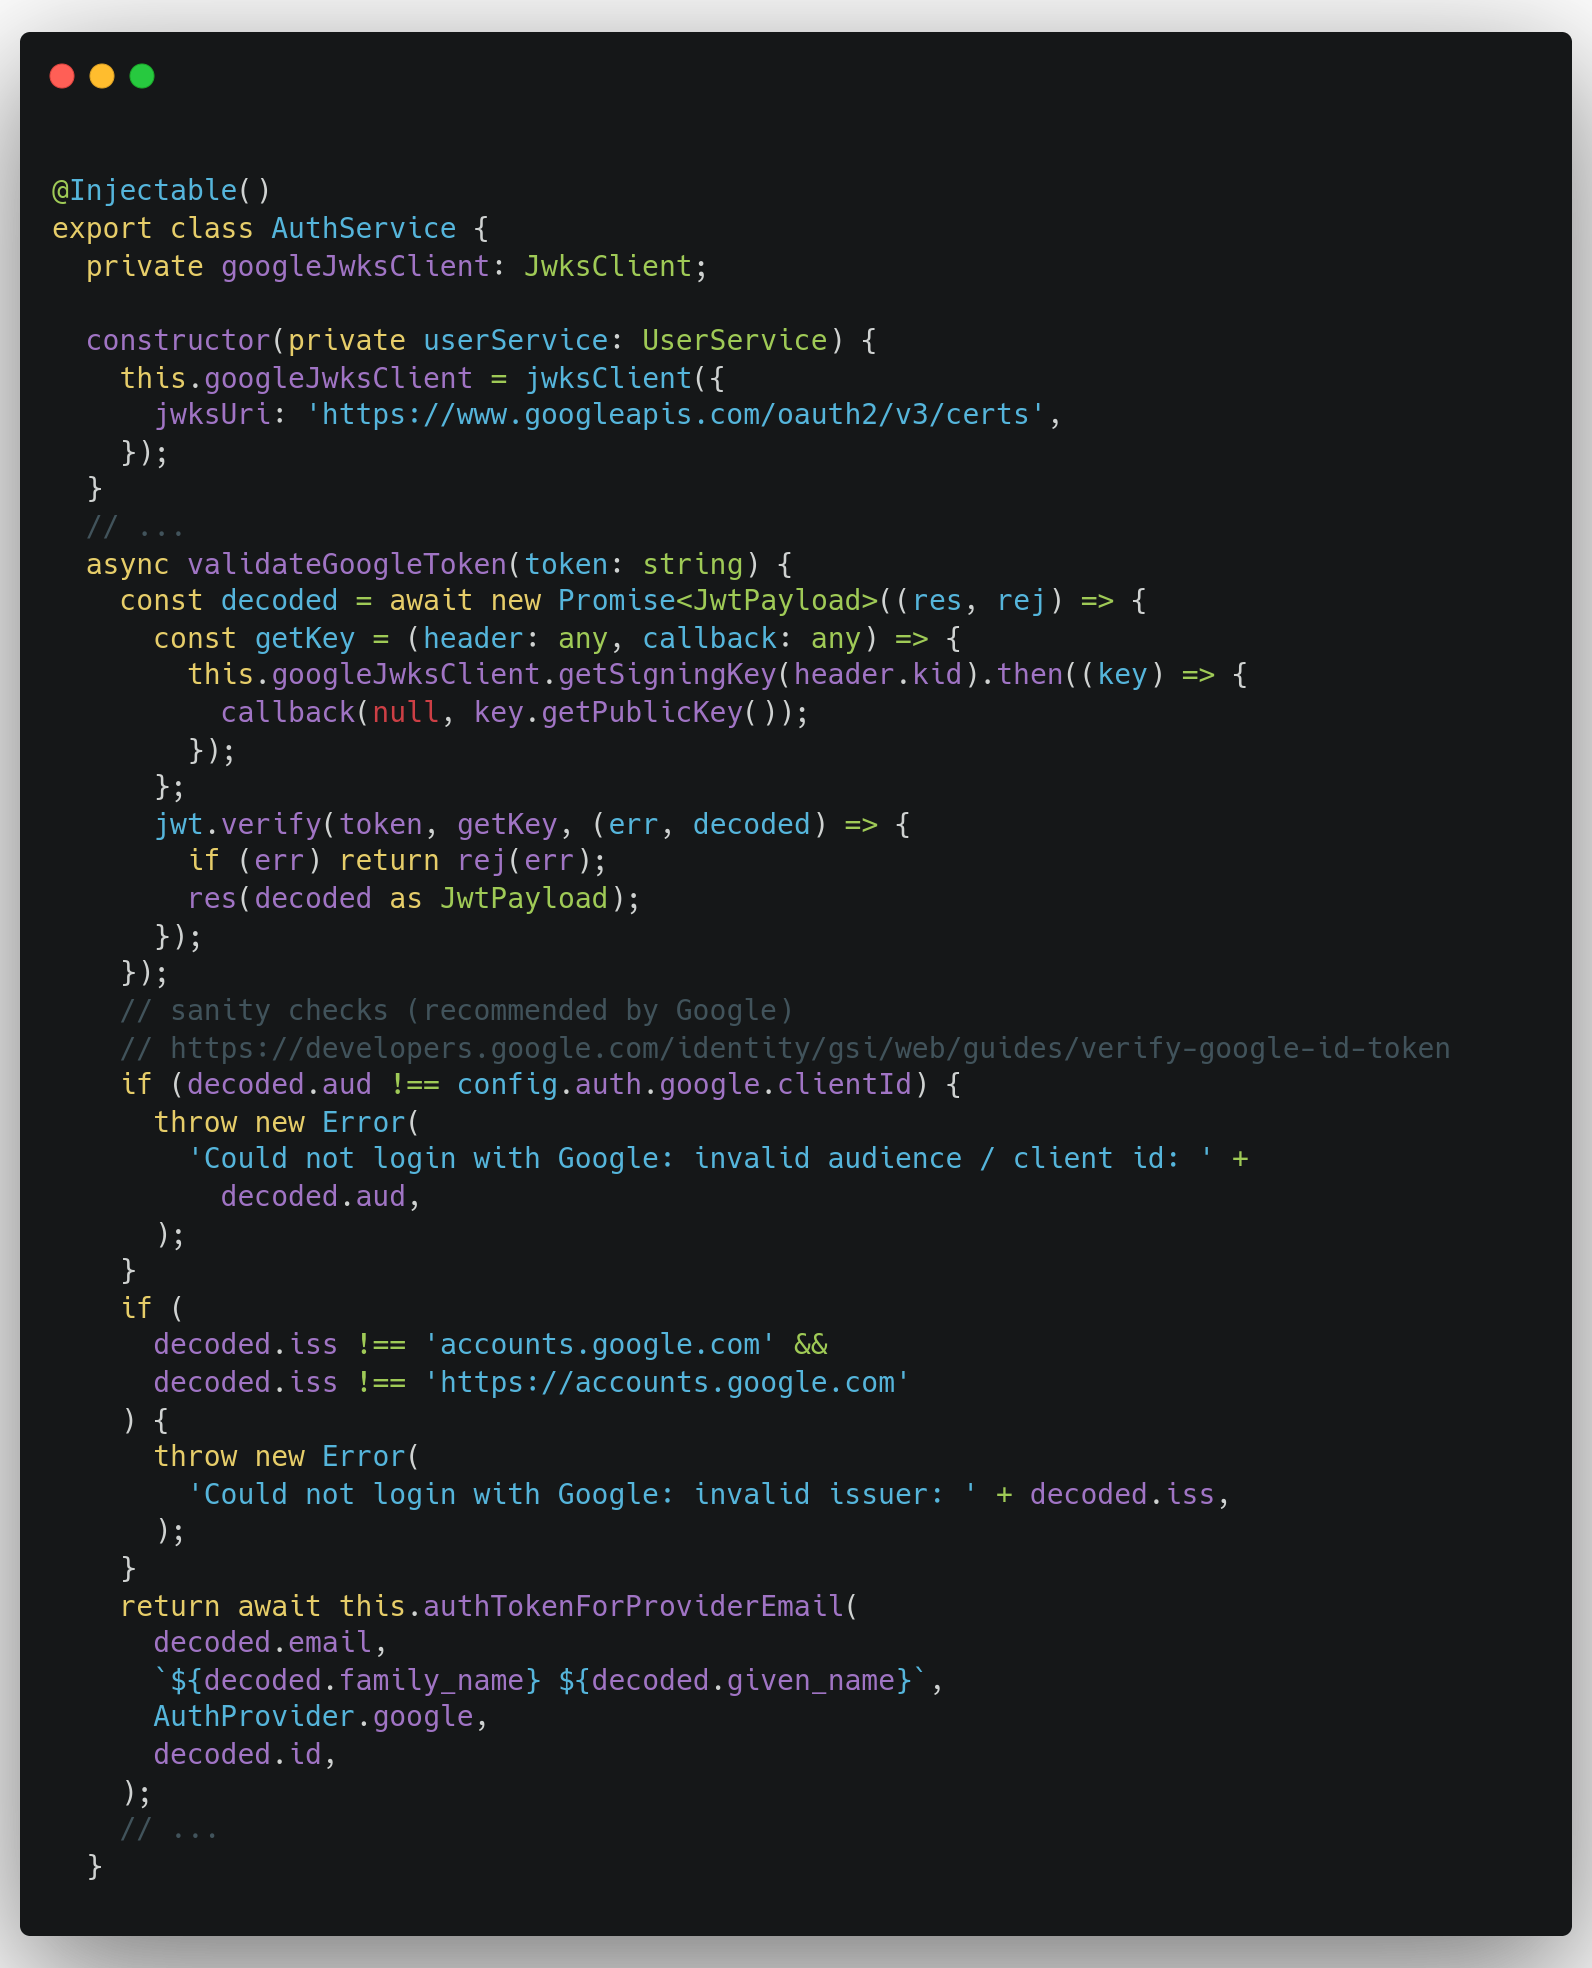 @Injectable()
export class AuthService {
  private googleJwksClient: JwksClient;

  constructor(private userService: UserService) {
    this.googleJwksClient = jwksClient({
      jwksUri: 'https://www.googleapis.com/oauth2/v3/certs',
    });
  }
  // ...
  async validateGoogleToken(token: string) {
    const decoded = await new Promise<JwtPayload>((res, rej) => {
      const getKey = (header: any, callback: any) => {
        this.googleJwksClient.getSigningKey(header.kid).then((key) => {
          callback(null, key.getPublicKey());
        });
      };
      jwt.verify(token, getKey, (err, decoded) => {
        if (err) return rej(err);
        res(decoded as JwtPayload);
      });
    });
    // sanity checks (recommended by Google)
    // https://developers.google.com/identity/gsi/web/guides/verify-google-id-token
    if (decoded.aud !== config.auth.google.clientId) {
      throw new Error(
        'Could not login with Google: invalid audience / client id: ' +
          decoded.aud,
      );
    }
    if (
      decoded.iss !== 'accounts.google.com' &&
      decoded.iss !== 'https://accounts.google.com'
    ) {
      throw new Error(
        'Could not login with Google: invalid issuer: ' + decoded.iss,
      );
    }
    return await this.authTokenForProviderEmail(
      decoded.email,
      `${decoded.family_name} ${decoded.given_name}`,
      AuthProvider.google,
      decoded.id,
    );
    // ...
  }